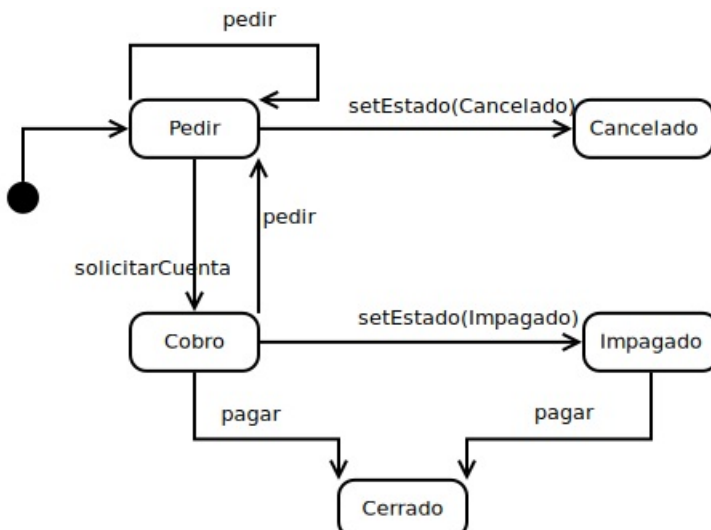 pedir
setEstado(Cancelado)
Pedir
Cancelado
pedir
solicitarCuenta
setEstado(Impagado)
Cobro
Impagado
pagar
pagar
Cerrado